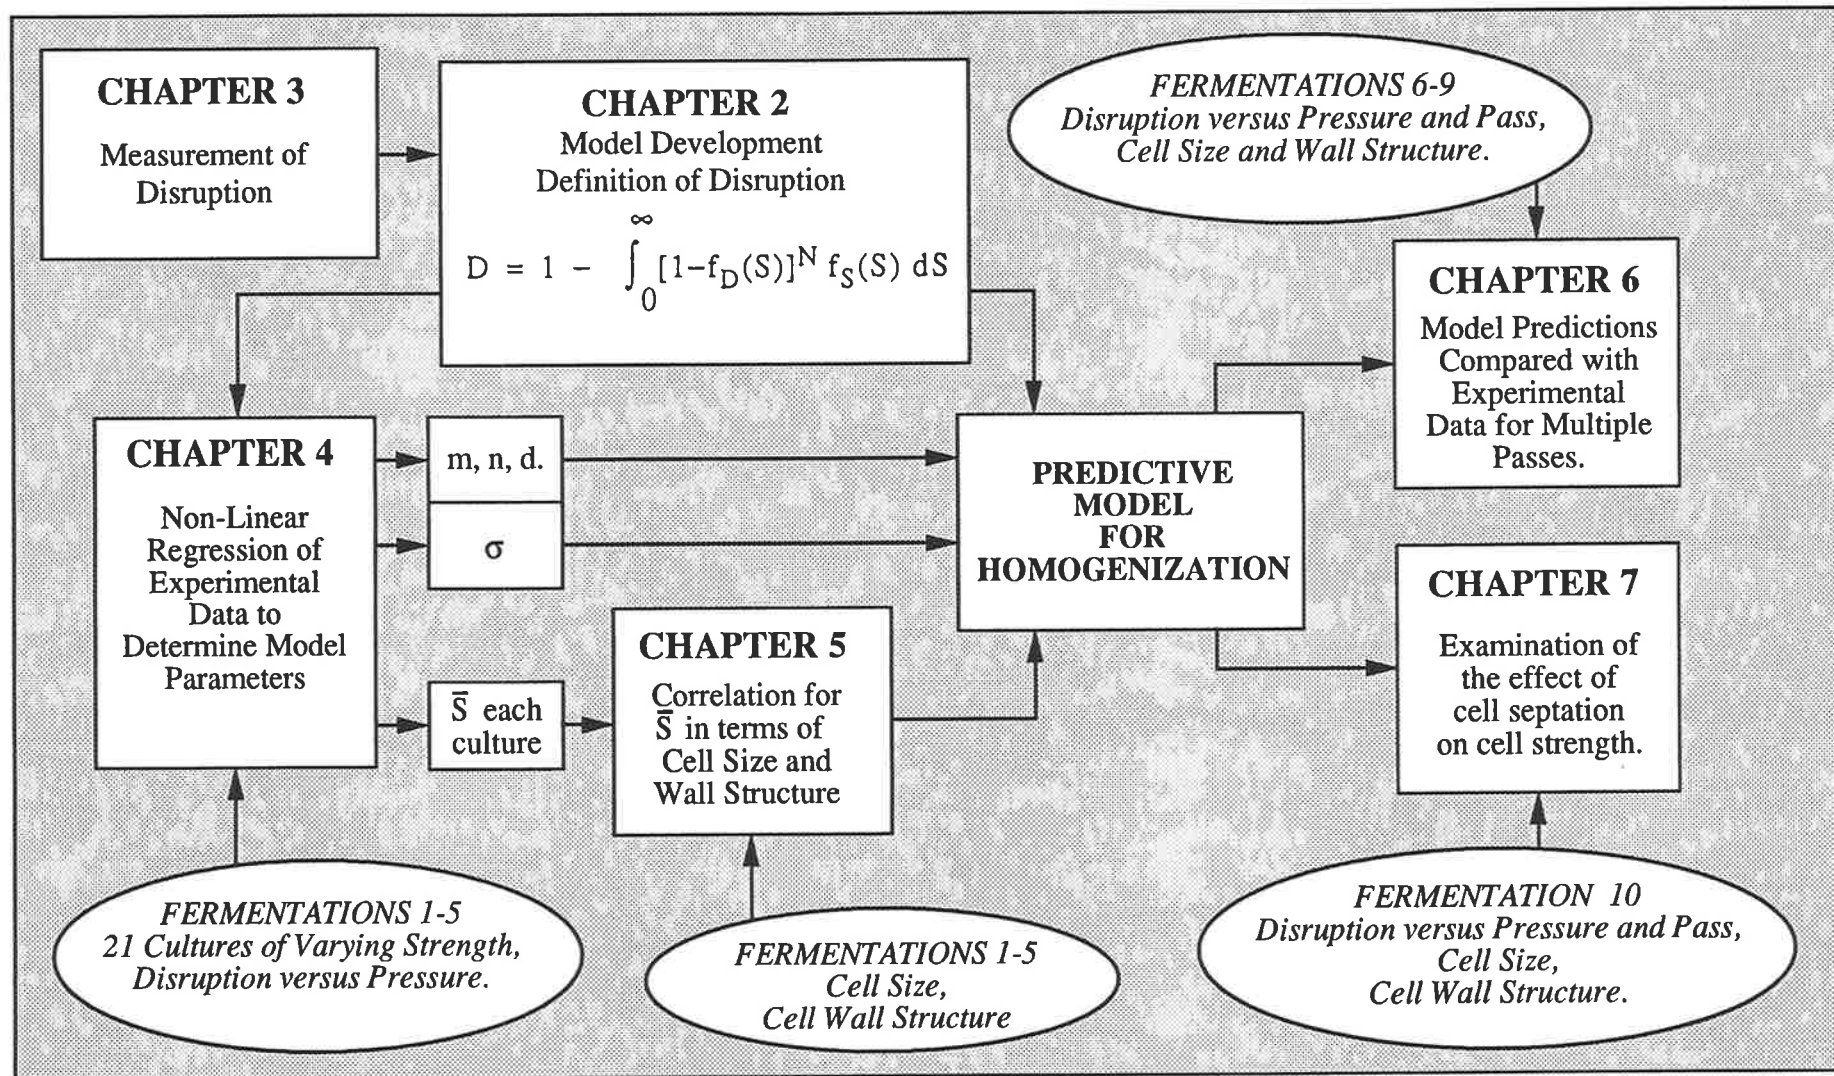 CHAPTER 3
Measurement of
Disruption
CHAPTER 2
Model Development
Definition of Disruption
D = 1 - ∫₀^∞ [1-f_D(S)]^N f_S(S) dS
FERMENTATIONS 6-9
Disruption versus Pressure and Pass,
Cell Size and Wall Structure.
CHAPTER 6
Model Predictions
Compared with
Experimental
Data for Multiple
Passes.
CHAPTER 4
Non-Linear
Regression of
Experimental
Data to
Determine Model
Parameters
m, n, d.
σ
S̄ each
culture
CHAPTER 5
Correlation for
S̄ in terms of
Cell Size and
Wall Structure
PREDICTIVE
MODEL
FOR
HOMOGENIZATION
CHAPTER 7
Examination of
the effect of
cell septation
on cell strength.
FERMENTATIONS 1-5
21 Cultures of Varying Strength,
Disruption versus Pressure.
FERMENTATIONS 1-5
Cell Size,
Cell Wall Structure
FERMENTATION 10
Disruption versus Pressure and Pass,
Cell Size,
Cell Wall Structure.